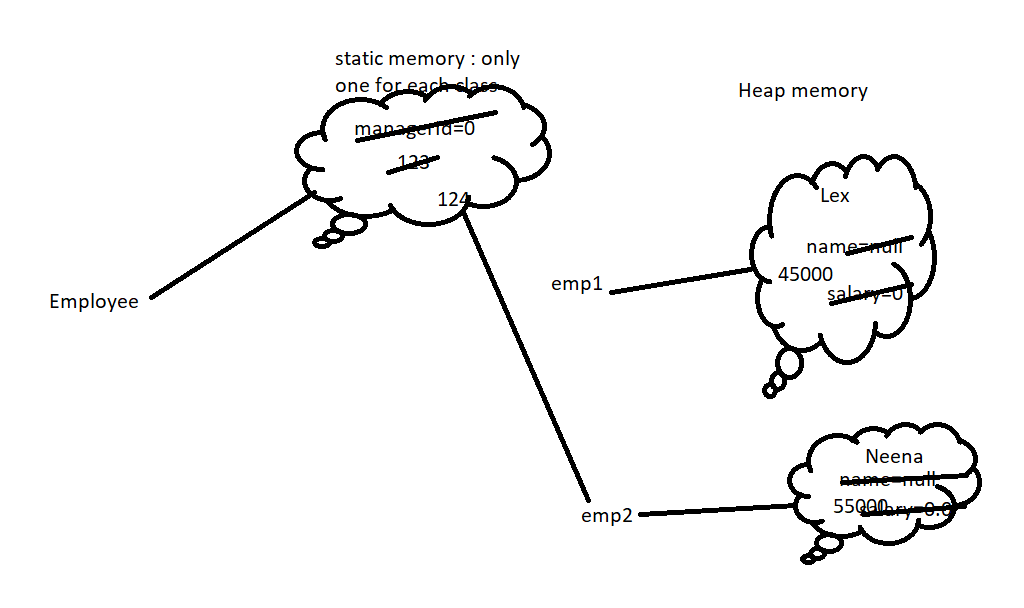 static memory : only
one for each class
Heap memory
managerId=0
123
124
Employee
Lex
name=null
45000
salary=0
emp1
Neena
name=null
55000
salary=0.0
emp2